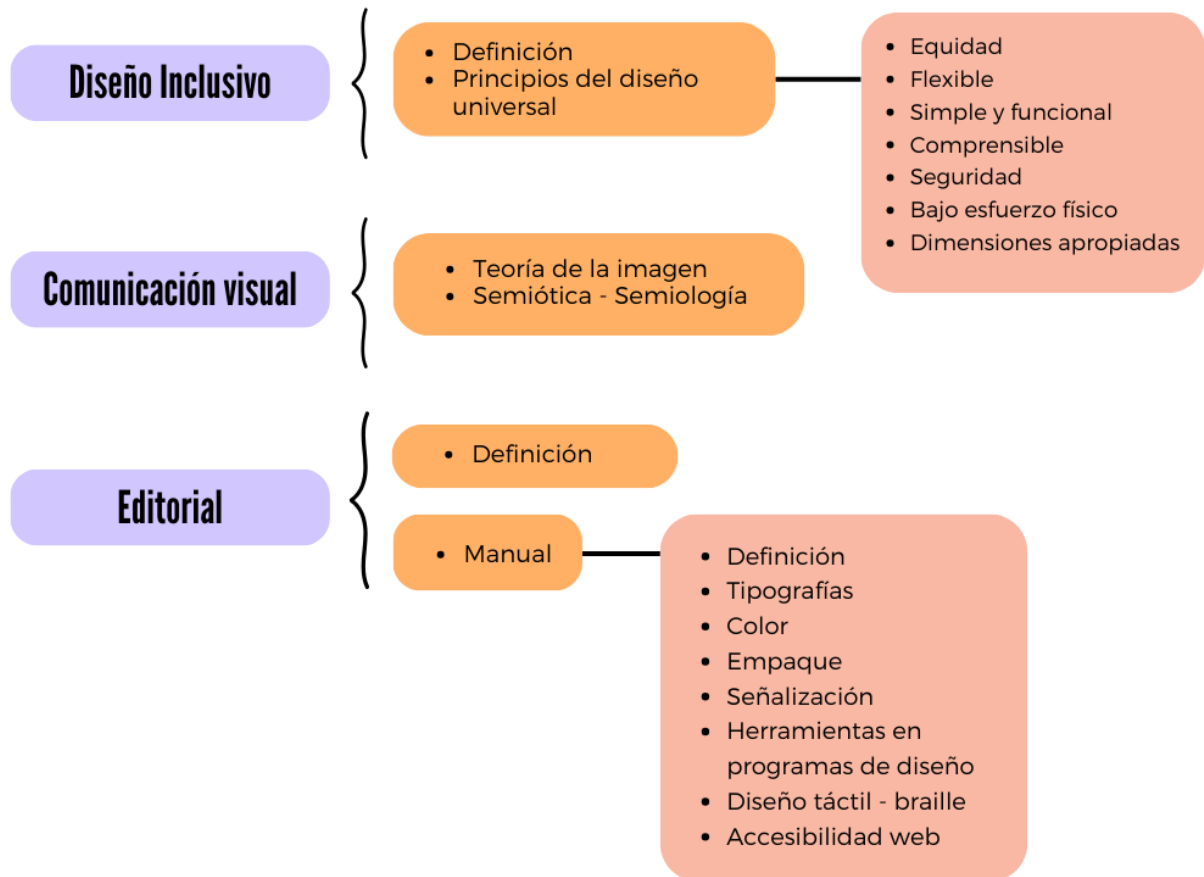 Diseño Inclusivo
• Definición
• Principios del diseño
universal
• Equidad
• Flexible
• Simple y funcional
• Comprensible
• Seguridad
• Bajo esfuerzo físico
• Dimensiones apropiadas
Comunicación visual
• Teoría de la imagen
• Semiótica - Semiología
Editorial
• Definición
• Manual
• Definición
• Tipografías
• Color
• Empaque
• Señalización
• Herramientas en
programas de diseño
• Diseño táctil - braille
• Accesibilidad web